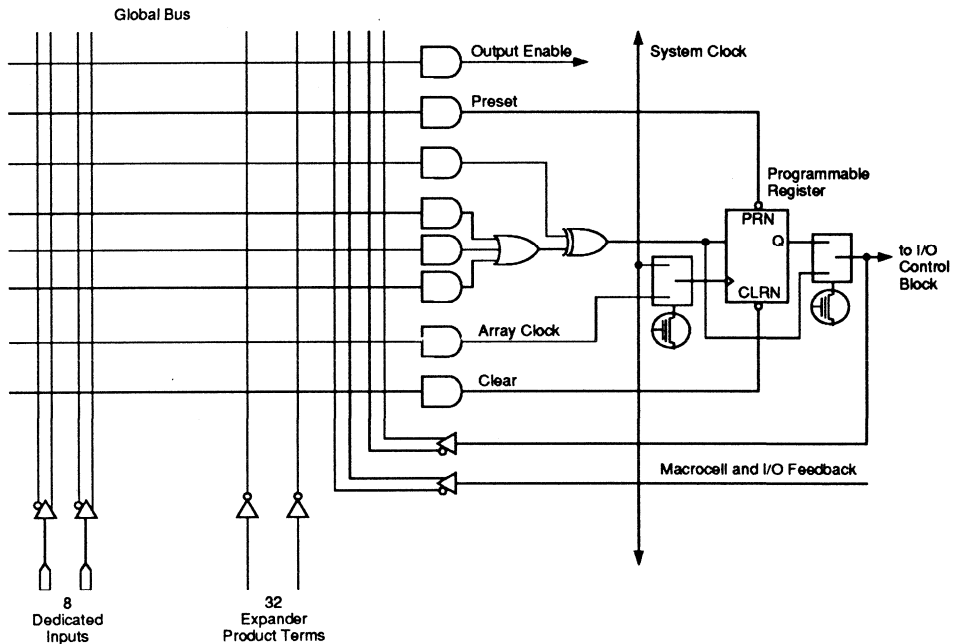 Global Bus
Output Enable
System Clock
Preset
Programmable
Register
PRN
Q
to I/O
Control
Block
CLRN
Array Clock
Clear
Macrocell and I/O Feedback
8
Dedicated
Inputs
32
Expander
Product Terms